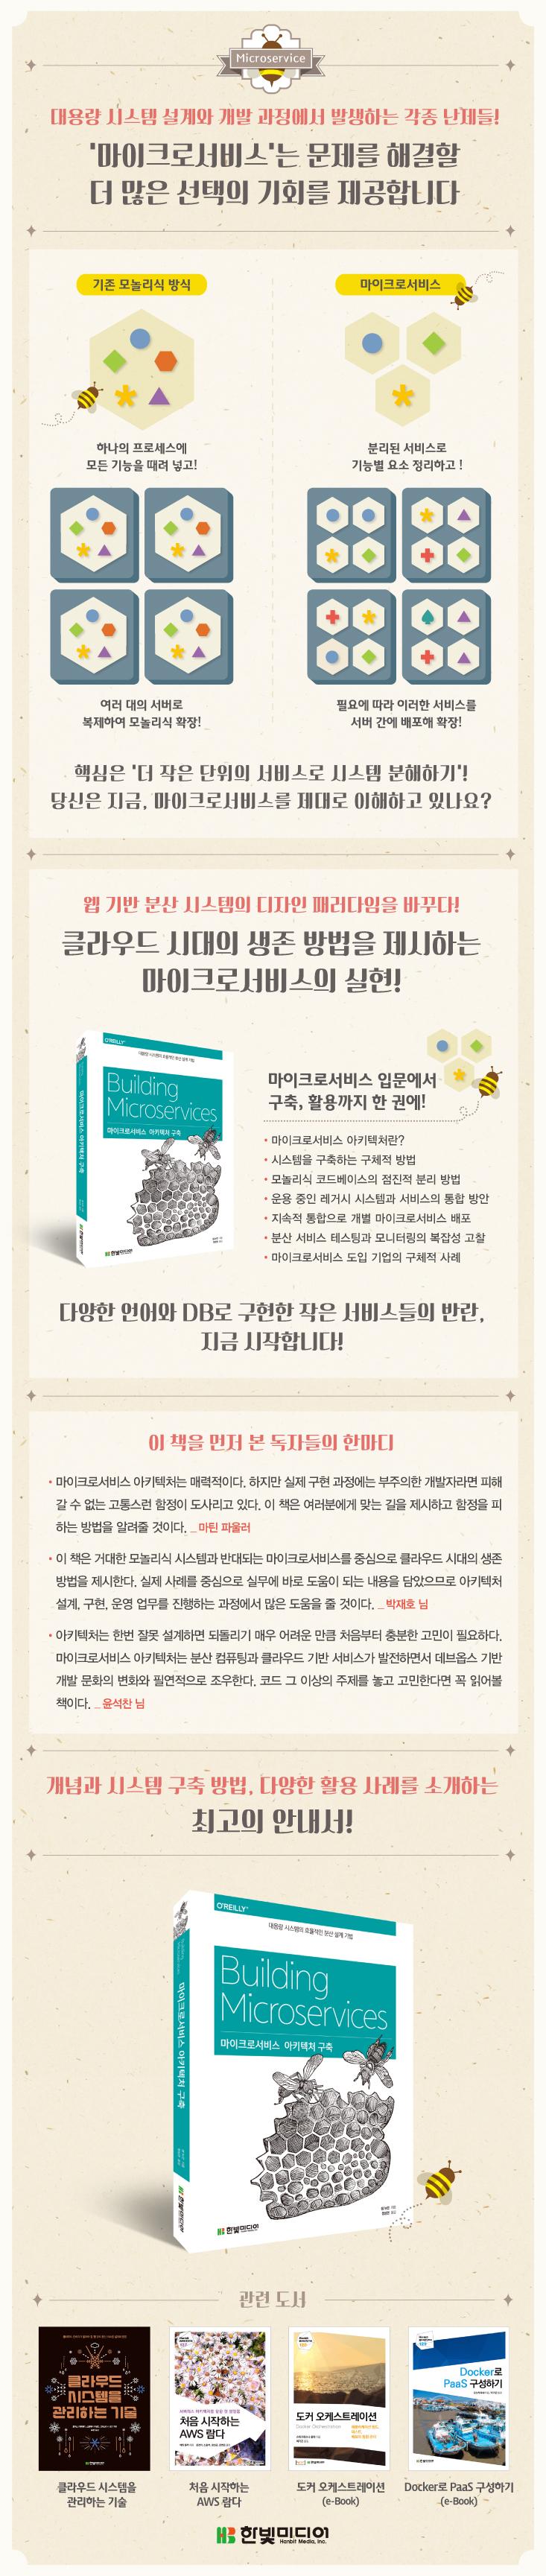 Microservice
대용량 시스템 설계와 개발 과정에서 발생하는 각종 난제들!
'마이크로서비스'는 문제를 해결할
더 많은 선택의 기회를 제공합니다
기존 모놀리식 방식
마이크로서비스
하나의 프로세스에
모든 기능을 때려 넣고!
분리된 서비스로
기능별 요소 정리하고 !
여러 대의 서버로
복제하여 모놀리식 확장!
필요에 따라 이러한 서비스를
서버 간에 배포해 확장!
핵심은 '더 작은 단위의 서비스로 시스템 분해하기'!
당신은 지금, 마이크로서비스를 제대로 이해하고 있나요?
웹 기반 분산 시스템의 디자인 패러다임을 바꾸다!
클라우드 시대의 생존 방법을 제시하는
마이크로서비스의 실현!
O'REILLY
대용량 시스템의 효율적인 분산 설계 기법
Building
Microservices
마이크로서비스 아키텍처 구축
마이크로서비스 아키텍처 구축
한빛미디어
마이크로서비스 입문에서
구축, 활용까지 한 권에!
• 마이크로서비스 아키텍처란?
• 시스템을 구축하는 구체적 방법
• 모놀리식 코드베이스의 점진적 분리 방법
• 운용 중인 레거시 시스템과 서비스의 통합 방안
• 지속적 통합으로 개별 마이크로서비스 배포
• 분산 서비스 테스팅과 모니터링의 복잡성 고찰
• 마이크로서비스 도입 기업의 구체적 사례
다양한 언어와 DB로 구현한 작은 서비스들의 반란,
지금 시작합니다!
이 책을 먼저 본 독자들의 한마디
• 마이크로서비스 아키텍처는 매력적이다. 하지만 실제 구현 과정에는 부주의한 개발자라면 피해
갈 수 없는 고통스런 함정이 도사리고 있다. 이 책은 여러분에게 맞는 길을 제시하고 함정을 피
하는 방법을 알려줄 것이다. _ 마틴 파울러
• 이 책은 거대한 모놀리식 시스템과 반대되는 마이크로서비스를 중심으로 클라우드 시대의 생존
방법을 제시한다. 실제 사례를 중심으로 실무에 바로 도움이 되는 내용을 담았으므로 아키텍처
설계, 구현, 운영 업무를 진행하는 과정에서 많은 도움을 줄 것이다. _ 박재호 님
• 아키텍처는 한번 잘못 설계하면 되돌리기 매우 어려운 만큼 처음부터 충분한 고민이 필요하다.
마이크로서비스 아키텍처는 분산 컴퓨팅과 클라우드 기반 서비스가 발전하면서 데브옵스 기반
개발 문화의 변화와 필연적으로 조우한다. 코드 그 이상의 주제를 놓고 고민한다면 꼭 읽어볼
책이다. _ 윤석찬 님
개념과 시스템 구축 방법, 다양한 활용 사례를 소개하는
최고의 안내서!
O'REILLY
대용량 시스템의 효율적인 분산 설계 기법
Building
Microservices
마이크로서비스 아키텍처 구축
마이크로서비스 아키텍처 구축
한빛미디어
관련 도서
클라우드
시스템을
관리하는 기술
처음 시작하는
AWS 람다
도커 오케스트레이션
Docker로
PaaS 구성하기
클라우드 시스템을
관리하는 기술
처음 시작하는
AWS 람다
도커 오케스트레이션
(e-Book)
Docker로 PaaS 구성하기
(e-Book)
한빛미디어
Hanbit Media, Inc.